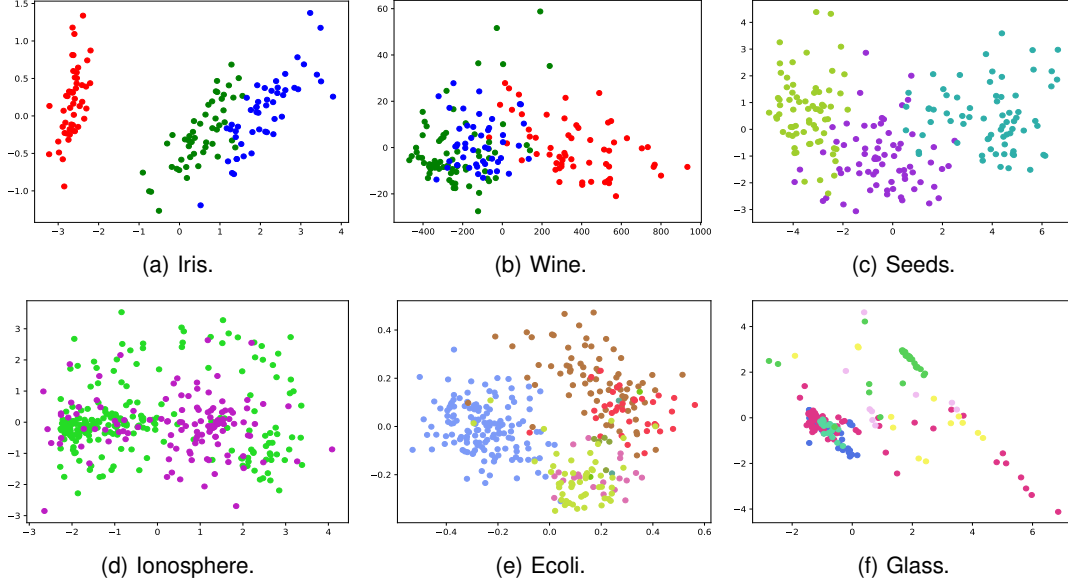 1.5
1.0
0.5
0.0
−0.5
−1.0
−3 −2 −1 0 1 2 3 4
(a) Iris.
60
40
20
0
−20
−400 −200 0 200 400 600 800 1000
(b) Wine.
4
3
2
1
0
−1
−2
−3
−4 −2 0 2 4 6
(c) Seeds.
3
2
1
0
−1
−2
−3
−2 −1 0 1 2 3 4
(d) Ionosphere.
0.4
0.2
0.0
−0.2
−0.4 −0.2 0.0 0.2 0.4 0.6
(e) Ecoli.
4
2
0
−2
−4
−2 0 2 4 6
(f) Glass.